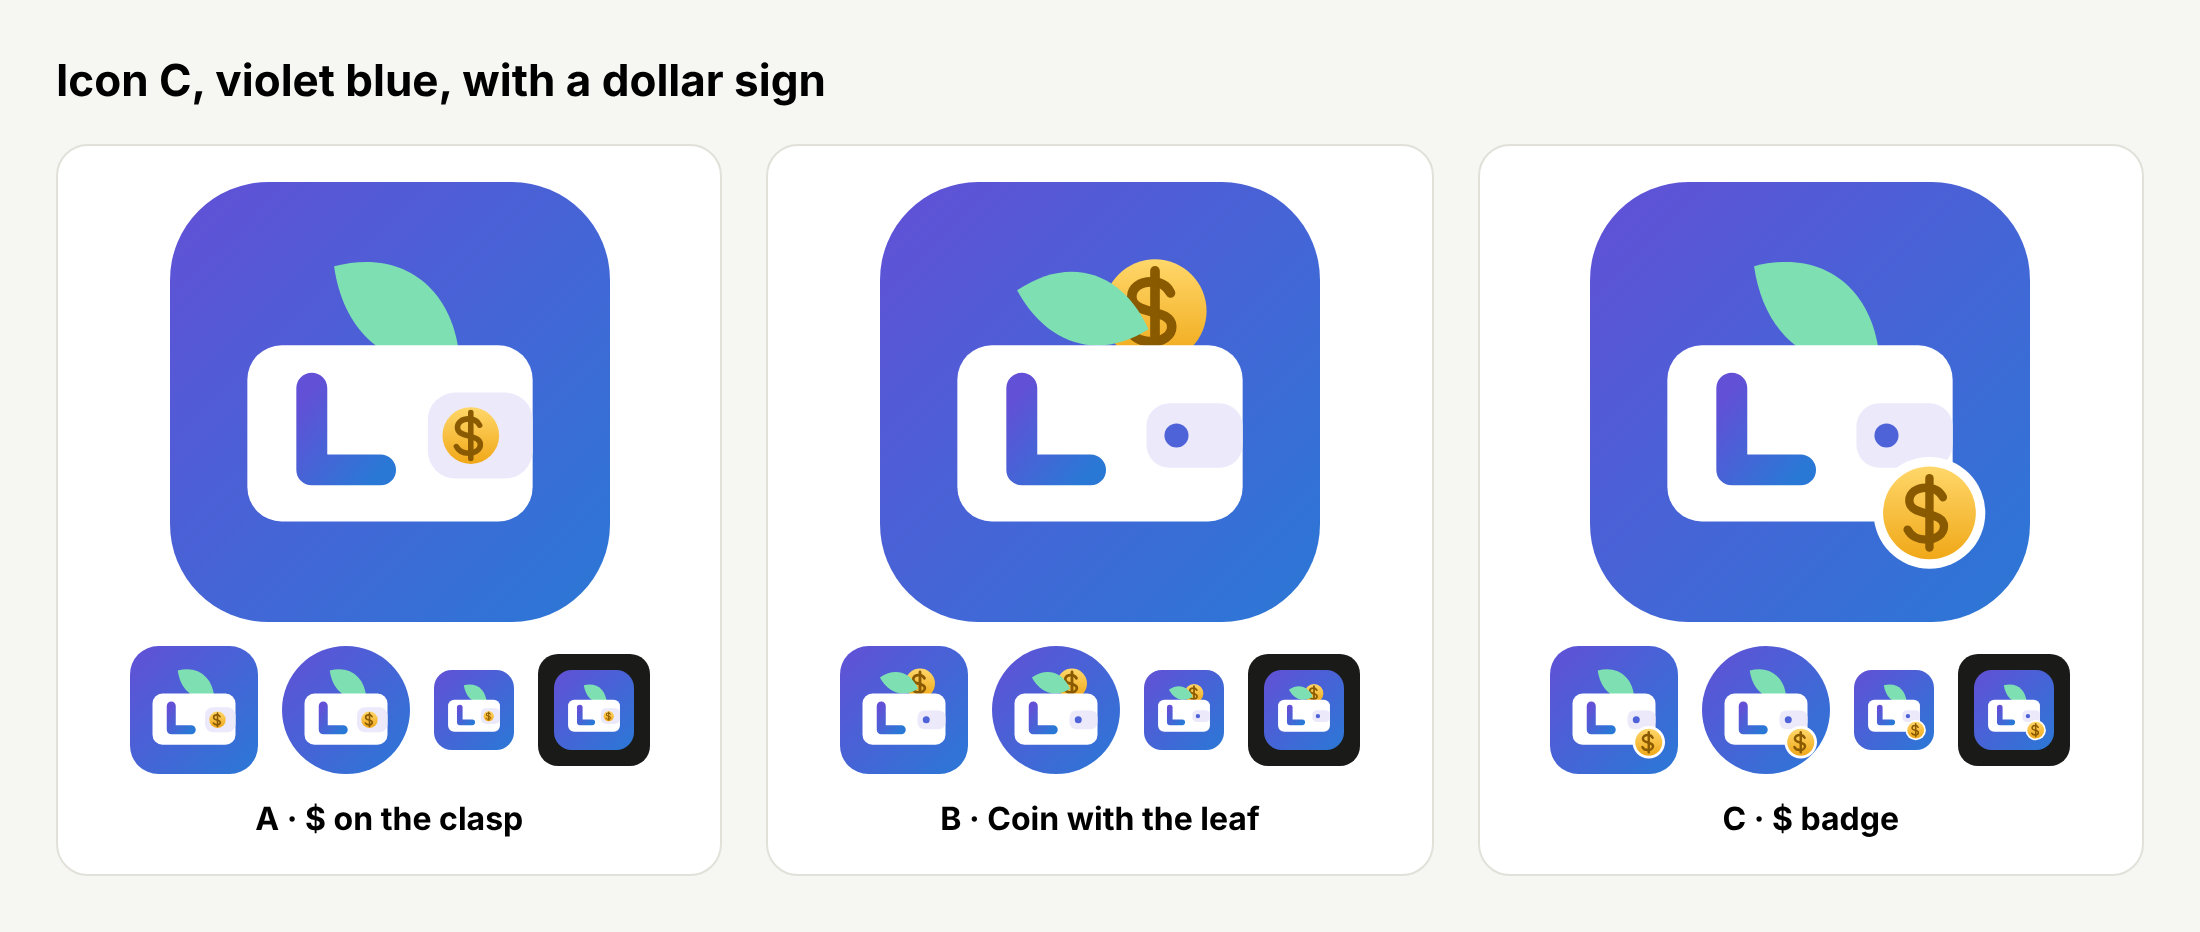 Icon C, violet blue, with a dollar sign
L $
$ L
L $
L $ L $ L $ L $
$ L $ L $ L $ L
L $ L $ L $ L $
A · $ on the clasp
B · Coin with the leaf
C · $ badge